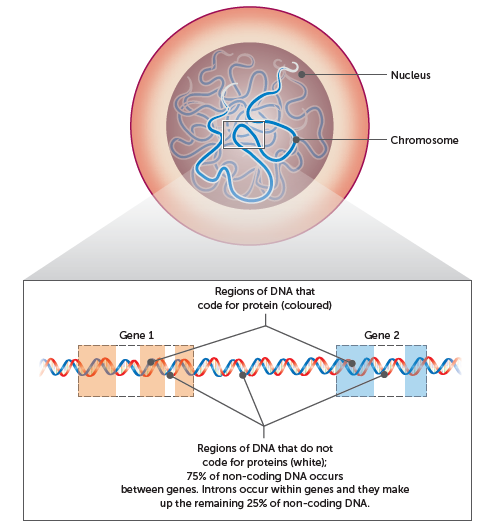 Nucleus
Chromosome
Regions of DNA that
code for protein (coloured)
Gene 1
Gene 2
Regions of DNA that do not
code for proteins (white);
75% of non-coding DNA occurs
between genes. Introns occur within genes and they make
up the remaining 25% of non-coding DNA.